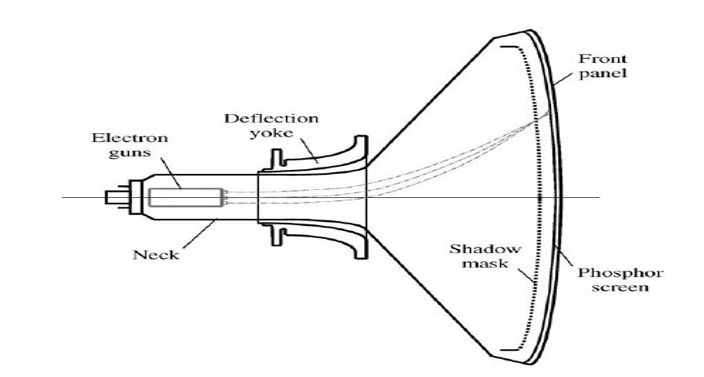 Front
panel
Deflection
yoke
Electron
guns
Neck
Shadow
mask
Phosphor
screen